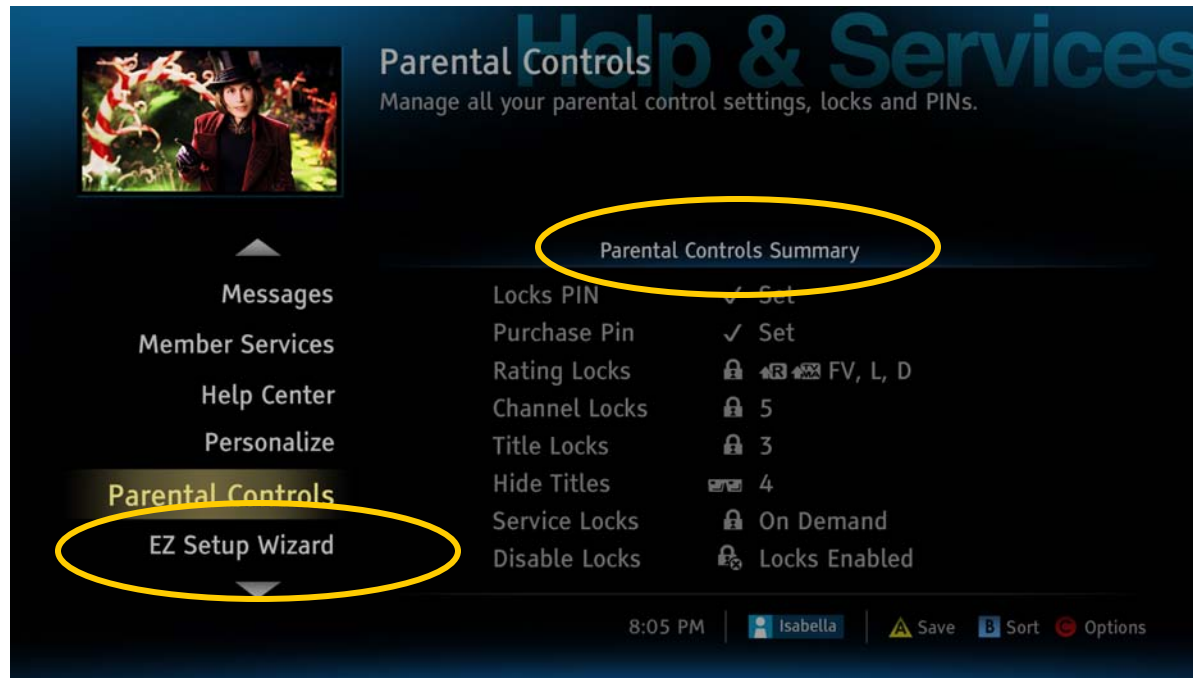 Help & Services
Parental Controls
Manage all your parental control settings, locks and PINs.
Parental Controls Summary
Messages
Member Services
Help Center
Personalize
Parental Controls
EZ Setup Wizard
Locks PIN ✓ Set
Purchase Pin ✓ Set
Rating Locks R MA FV, L, D
Channel Locks 5
Title Locks 3
Hide Titles 4
Service Locks On Demand
Disable Locks Locks Enabled
8:05 PM Isabella A Save B Sort C Options